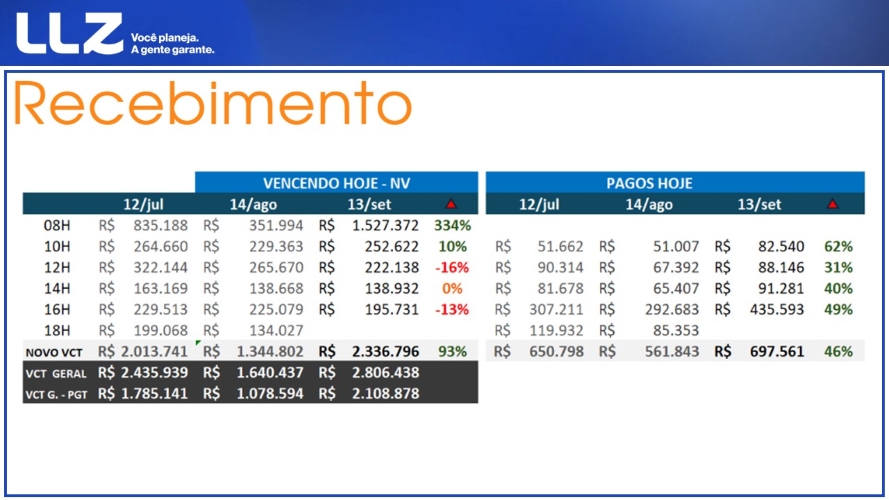 LLZ
Você planeja.
A gente garante.
Recebimento
VENCENDO HOJE - NV PAGOS HOJE
12/jul 14/ago 13/set 12/jul 14/ago 13/set
08H R$ 835.188 R$ 351.994 R$ 1.527.372 334%
10H R$ 264.660 R$ 229.363 R$ 252.622 10% R$ 51.662 R$ 51.007 R$ 82.540 62%
12H R$ 322.144 R$ 265.670 R$ 222.138 -16% R$ 90.314 R$ 67.392 R$ 88.146 31%
14H R$ 163.169 R$ 138.668 R$ 138.932 0% R$ 81.678 R$ 65.407 R$ 91.281 40%
16H R$ 229.513 R$ 225.079 R$ 195.731 -13% R$ 307.211 R$ 292.683 R$ 435.593 49%
18H R$ 199.068 R$ 134.027 R$ 119.932 R$ 85.353
NOVO VCT R$ 2.013.741 R$ 1.344.802 R$ 2.336.796 93% R$ 650.798 R$ 561.843 R$ 697.561 46%
VCT GERAL R$ 2.435.939 R$ 1.640.437 R$ 2.806.438
VCT G. - PGT R$ 1.785.141 R$ 1.078.594 R$ 2.108.878